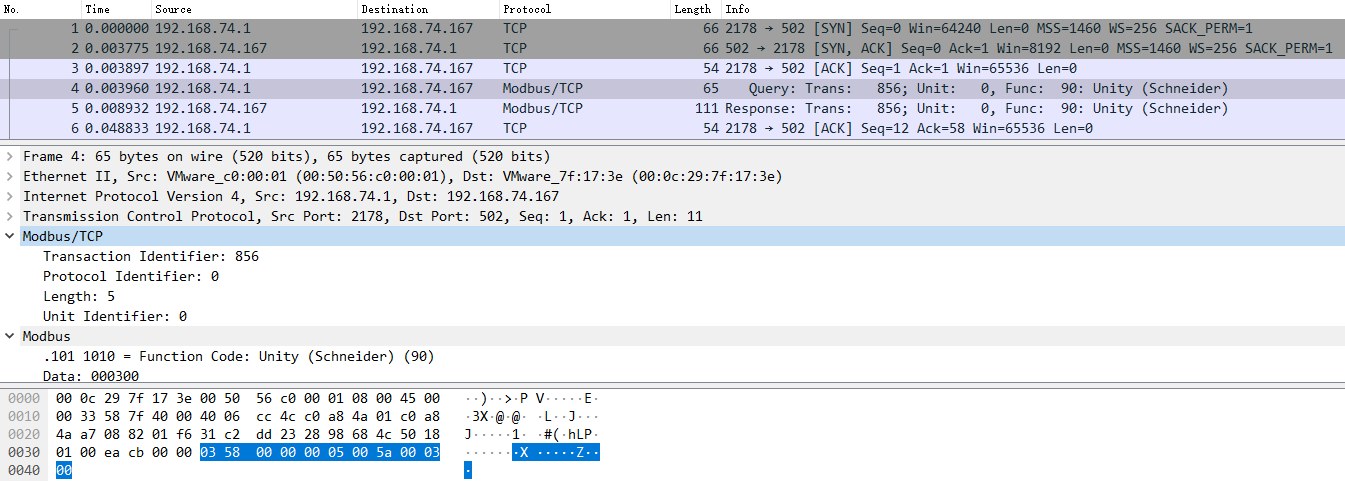 No. Time Source Destination Protocol Length Info
1 0.000000 192.168.74.1 192.168.74.167 TCP 66 2178 → 502 [SYN] Seq=0 Win=64240 Len=0 MSS=1460 WS=256 SACK_PERM=1
2 0.003775 192.168.74.167 192.168.74.1 TCP 66 502 → 2178 [SYN, ACK] Seq=0 Ack=1 Win=8192 Len=0 MSS=1460 WS=256 SACK_PERM=1
3 0.003897 192.168.74.1 192.168.74.167 TCP 54 2178 → 502 [ACK] Seq=1 Ack=1 Win=65536 Len=0
4 0.003960 192.168.74.1 192.168.74.167 Modbus/TCP 65 Query: Trans: 856; Unit: 0, Func: 90: Unity (Schneider)
5 0.008932 192.168.74.167 192.168.74.1 Modbus/TCP 111 Response: Trans: 856; Unit: 0, Func: 90: Unity (Schneider)
6 0.048833 192.168.74.1 192.168.74.167 TCP 54 2178 → 502 [ACK] Seq=12 Ack=58 Win=65536 Len=0
Frame 4: 65 bytes on wire (520 bits), 65 bytes captured (520 bits)
Ethernet II, Src: VMware_c0:00:01 (00:50:56:c0:00:01), Dst: VMware_7f:17:3e (00:0c:29:7f:17:3e)
Internet Protocol Version 4, Src: 192.168.74.1, Dst: 192.168.74.167
Transmission Control Protocol, Src Port: 2178, Dst Port: 502, Seq: 1, Ack: 1, Len: 11
Modbus/TCP
Transaction Identifier: 856
Protocol Identifier: 0
Length: 5
Unit Identifier: 0
Modbus
.101 1010 = Function Code: Unity (Schneider) (90)
Data: 000300
0000 00 0c 29 7f 17 3e 00 50 56 c0 00 01 08 00 45 00 ··)··>·P V·····E·
0010 00 33 58 7f 40 00 40 06 cc 4c c0 a8 4a 01 c0 a8 ·3X·@·@· ·L··J···
0020 4a a7 08 82 01 f6 31 c2 dd 23 28 98 68 4c 50 18 J·····1· ·#(·hLP·
0030 01 00 ea cb 00 00 03 58 00 00 00 05 00 5a 00 03 ·······X ·····Z··
0040 00 ·